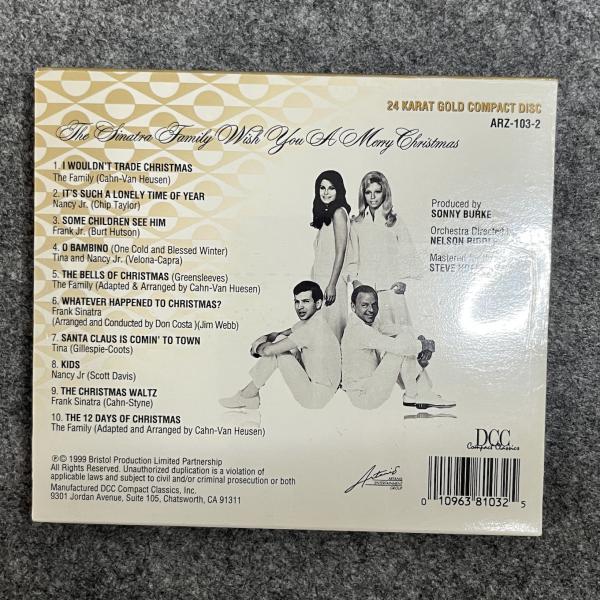 24 KARAT GOLD COMPACT DISC
ARZ-103-2
The Sinatra Family Wish You A Merry Christmas
1. I WOULDN'T TRADE CHRISTMAS
The Family (Cahn-Van Heusen)
2. IT'S SUCH A LONELY TIME OF YEAR
Nancy Jr. (Chip Taylor)
3. SOME CHILDREN SEE HIM
Frank Jr. (Burt Hutson)
4. O BAMBINO (One Cold and Blessed Winter)
Tina and Nancy Jr. (Velona-Capra)
5. THE BELLS OF CHRISTMAS (Greensleeves)
The Family (Adapted & Arranged by Cahn-Van Huesen)
6. WHATEVER HAPPENED TO CHRISTMAS?
Frank Sinatra
(Arranged and Conducted by Don Costa )(Jim Webb)
7. SANTA CLAUS IS COMIN' TO TOWN
Tina (Gillespie-Coots)
8. KIDS
Nancy Jr (Scott Davis)
9. THE CHRISTMAS WALTZ
Frank Sinatra (Cahn-Styne)
10. THE 12 DAYS OF CHRISTMAS
The Family (Adapted and Arranged by Cahn-Van Heusen)
Produced by
SONNY BURKE
Orchestra Directed
NELSON
Mastered
STEVE
℗© 1999 Bristol Production Limited Partnership
All Rights Reserved. Unauthorized duplication is a violation of
applicable laws and subject to civil and/or criminal prosecution or both
Manufactured DCC Compact Classics, Inc.
9301 Jordan Avenue, Suite 105, Chatsworth, CA 91311
Artanis
ARTANIS
ENTERTAINMENT
GROUP
DCC
Compact Classics
0 10963 81032 5